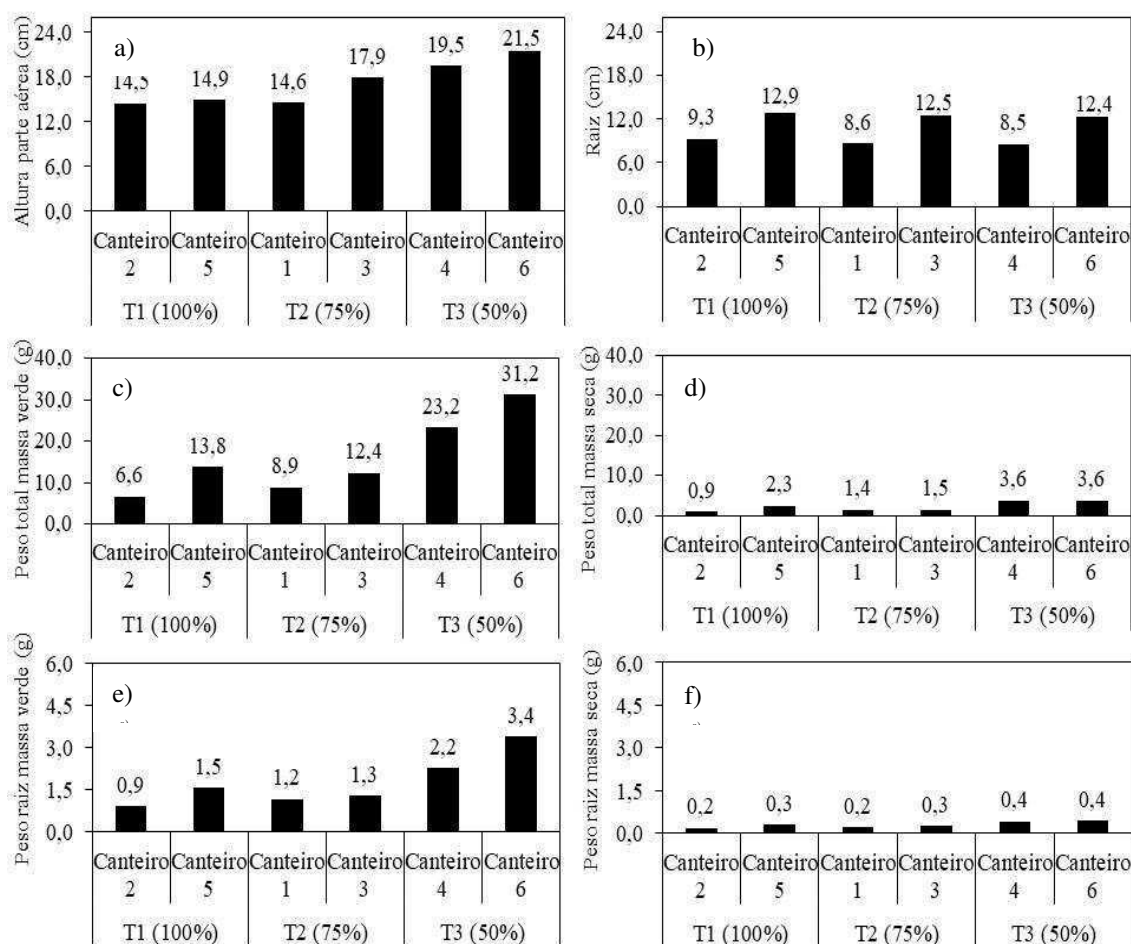 Altura parte aérea (cm)
a)
24,0
18,0
12,0
6,0
0,0
14,5
14,9
14,6
17,9
19,5
21,5
Canteiro Canteiro Canteiro Canteiro Canteiro Canteiro
2 5 1 3 4 6
T1 (100%) T2 (75%) T3 (50%)
Raiz (cm)
b)
24,0
18,0
12,0
6,0
0,0
9,3
12,9
8,6
12,5
8,5
12,4
Canteiro Canteiro Canteiro Canteiro Canteiro Canteiro
2 5 1 3 4 6
T1 (100%) T2 (75%) T3 (50%)
Peso total massa verde (g)
c)
40,0
30,0
20,0
10,0
0,0
6,6
13,8
8,9
12,4
23,2
31,2
Canteiro Canteiro Canteiro Canteiro Canteiro Canteiro
2 5 1 3 4 6
T1 (100%) T2 (75%) T3 (50%)
Peso total massa seca (g)
d)
40,0
30,0
20,0
10,0
0,0
0,9
2,3
1,4
1,5
3,6
3,6
Canteiro Canteiro Canteiro Canteiro Canteiro Canteiro
2 5 1 3 4 6
T1 (100%) T2 (75%) T3 (50%)
Peso raiz massa verde (g)
e)
6,0
4,5
3,0
1,5
0,0
0,9
1,5
1,2
1,3
2,2
3,4
Canteiro Canteiro Canteiro Canteiro Canteiro Canteiro
2 5 1 3 4 6
T1 (100%) T2 (75%) T3 (50%)
Peso raiz massa seca (g)
f)
6,0
4,5
3,0
1,5
0,0
0,2
0,3
0,2
0,3
0,4
0,4
Canteiro Canteiro Canteiro Canteiro Canteiro Canteiro
2 5 1 3 4 6
T1 (100%) T2 (75%) T3 (50%)